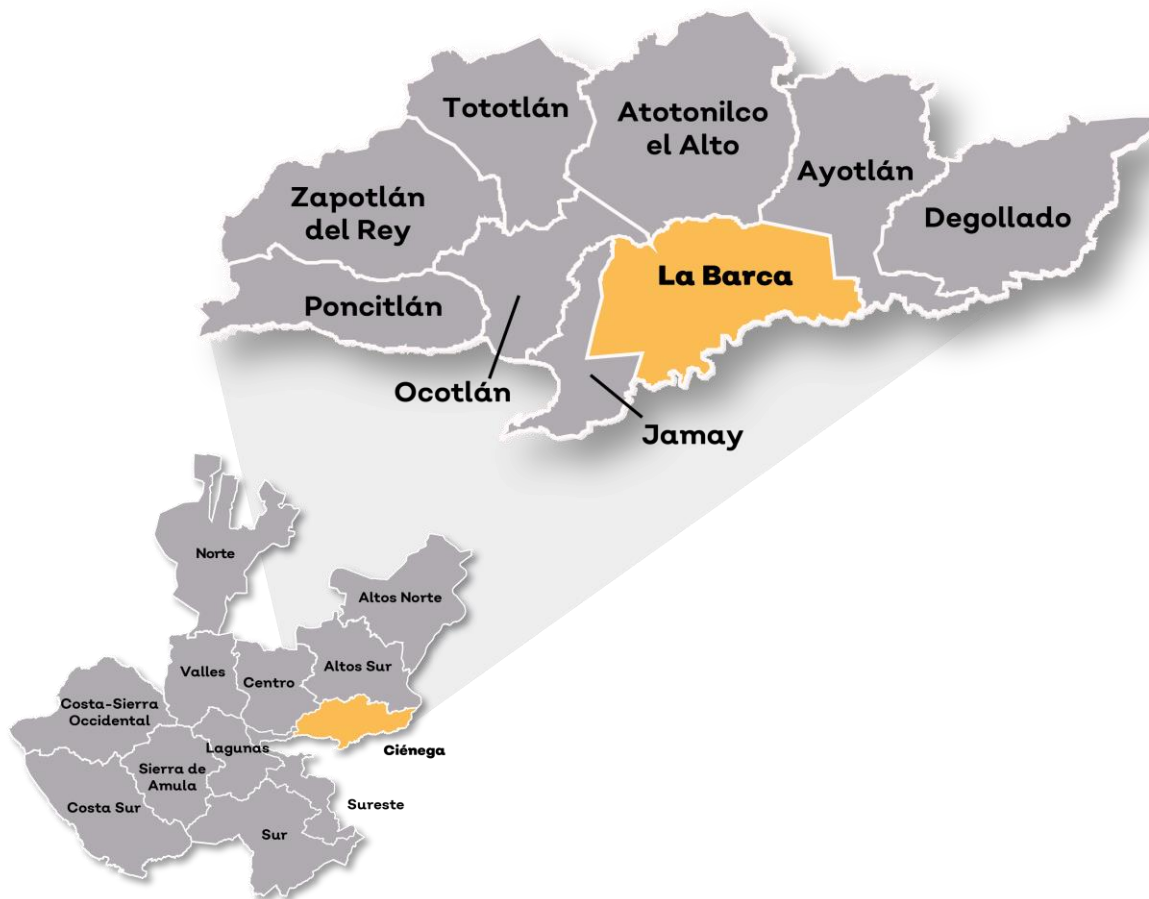 Tototlán
Atotonilco
el Alto
Ayotlán
Zapotlán
del Rey
Degollado
La Barca
Poncitlán
Ocotlán
Jamay
Norte
Altos Norte
Valles
Altos Sur
Centro
Costa-Sierra
Occidental
Lagunas
Ciénega
Sierra de
Amula
Costa Sur
Sureste
Sur